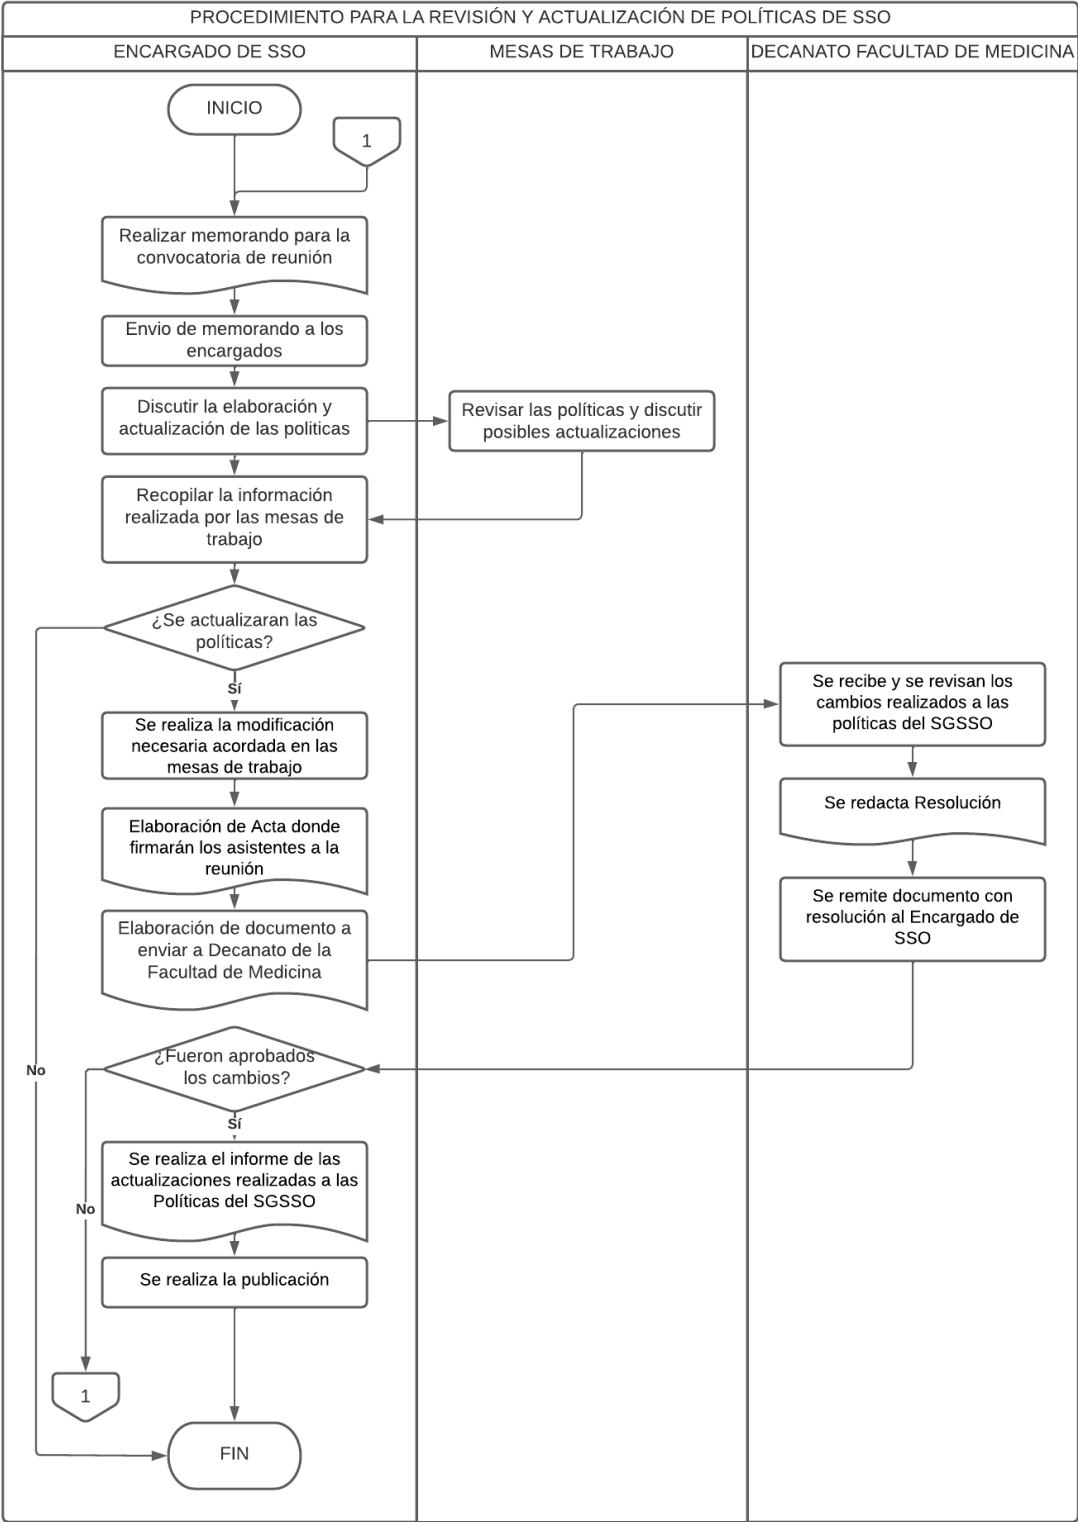 PROCEDIMIENTO PARA LA REVISIÓN Y ACTUALIZACIÓN DE POLÍTICAS DE SSO
ENCARGADO DE SSO
MESAS DE TRABAJO
DECANATO FACULTAD DE MEDICINA
INICIO
1
Realizar memorando para la
convocatoria de reunión
Envio de memorando a los
encargados
Discutir la elaboración y
actualización de las politicas
Revisar las políticas y discutir
posibles actualizaciones
Recopilar la información
realizada por las mesas de
trabajo
¿Se actualizaran las
políticas?
Sí
Se realiza la modificación
necesaria acordada en las
mesas de trabajo
Elaboración de Acta donde
firmarán los asistentes a la
reunión
Elaboración de documento a
enviar a Decanato de la
Facultad de Medicina
Se recibe y se revisan los
cambios realizados a las
políticas del SGSSO
Se redacta Resolución
Se remite documento con
resolución al Encargado de
SSO
¿Fueron aprobados
los cambios?
No
Sí
Se realiza el informe de las
actualizaciones realizadas a las
Políticas del SGSSO
No
Se realiza la publicación
1
FIN